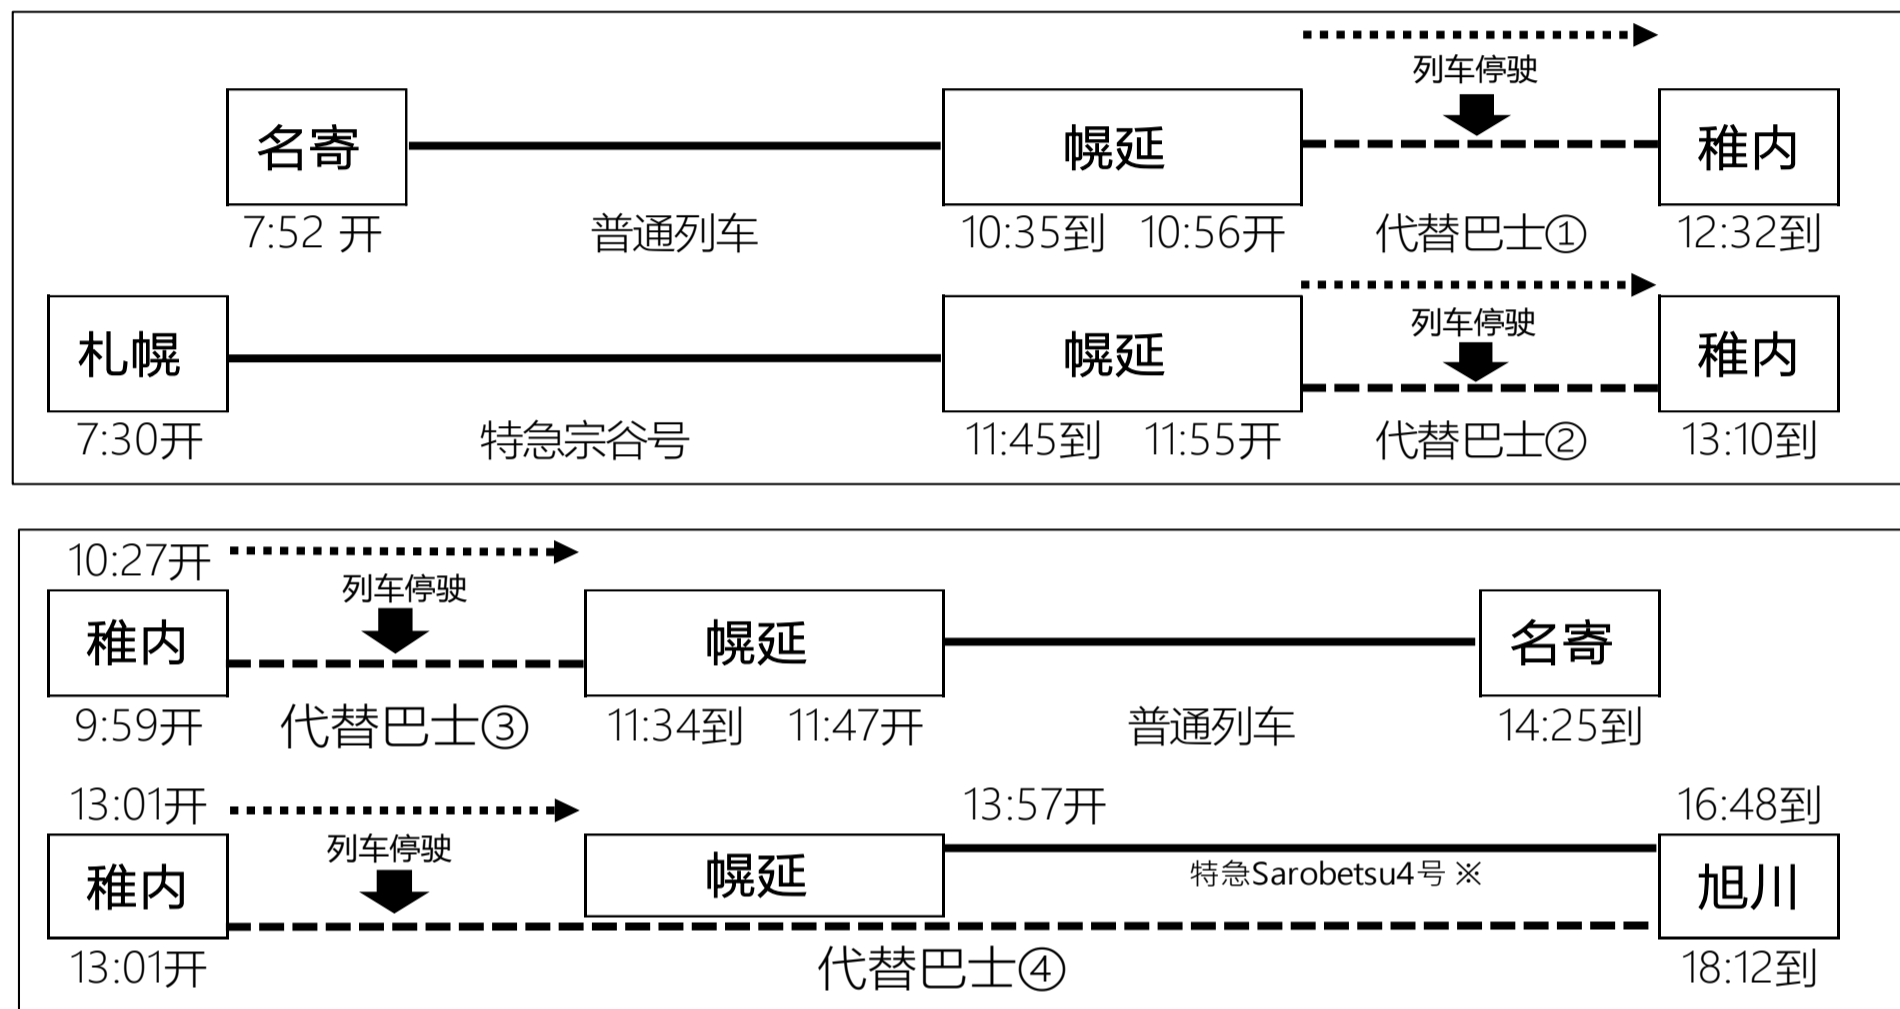 列车停驶
名寄 幌延 稚内
7:52 开 普通列车 10:35到 10:56开 代替巴士① 12:32到
列车停驶
札幌 幌延 稚内
7:30开 特急宗谷号 11:45到 11:55开 代替巴士② 13:10到
10:27开
列车停驶
稚内 幌延 名寄
9:59开 代替巴士③ 11:34到 11:47开 普通列车 14:25到
13:01开 13:57开 16:48到
列车停驶
稚内 幌延 特急Sarobetsu4号 ※ 旭川
13:01开 代替巴士④ 18:12到